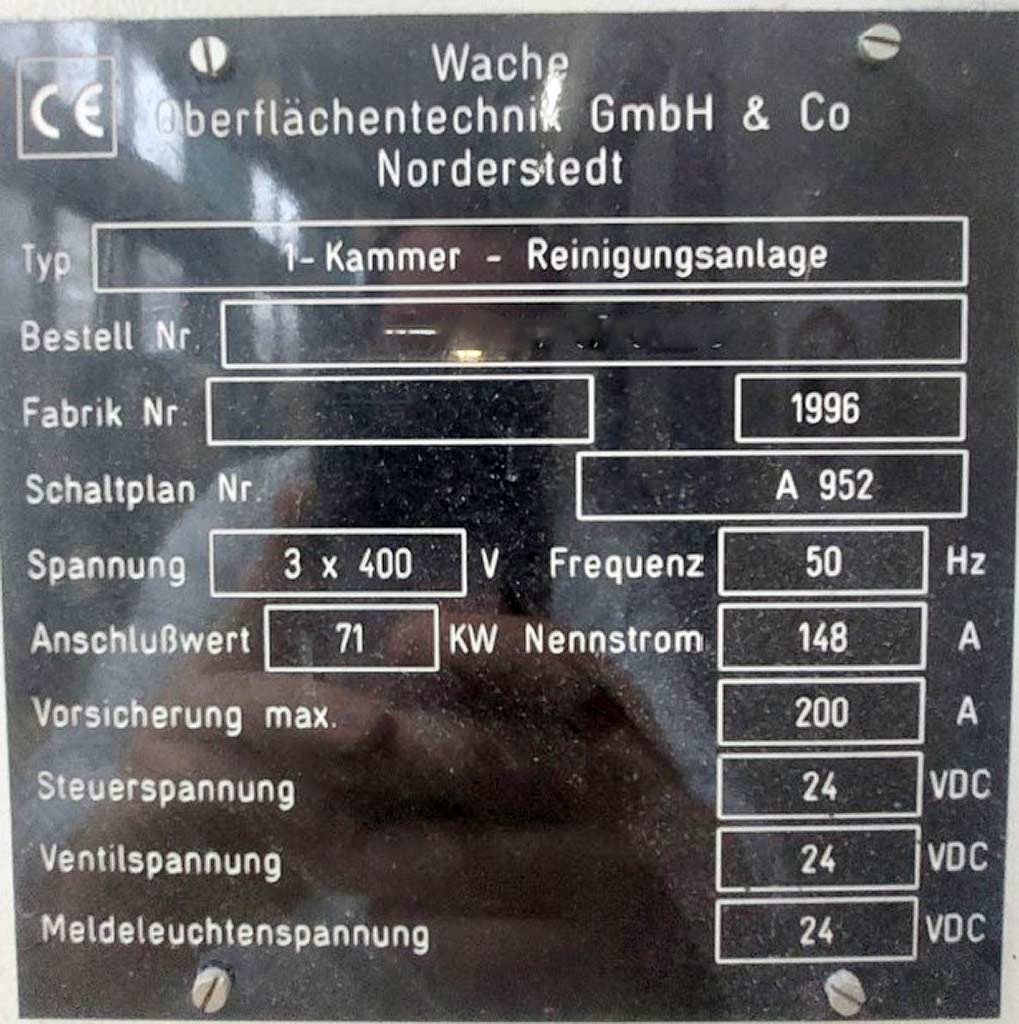 CE
Wache
Oberflächentechnik GmbH & Co
Norderstedt
Typ 1-Kammer - Reinigungsanlage
Bestell Nr.
Fabrik Nr. 1996
Schaltplan Nr. A 952
Spannung 3 x 400 V Frequenz 50 Hz
Anschlußwert 71 KW Nennstrom 148 A
Vorsicherung max. 200 A
Steuerspannung 24 VDC
Ventilspannung 24 VDC
Meldeleuchtenspannung 24 VDC